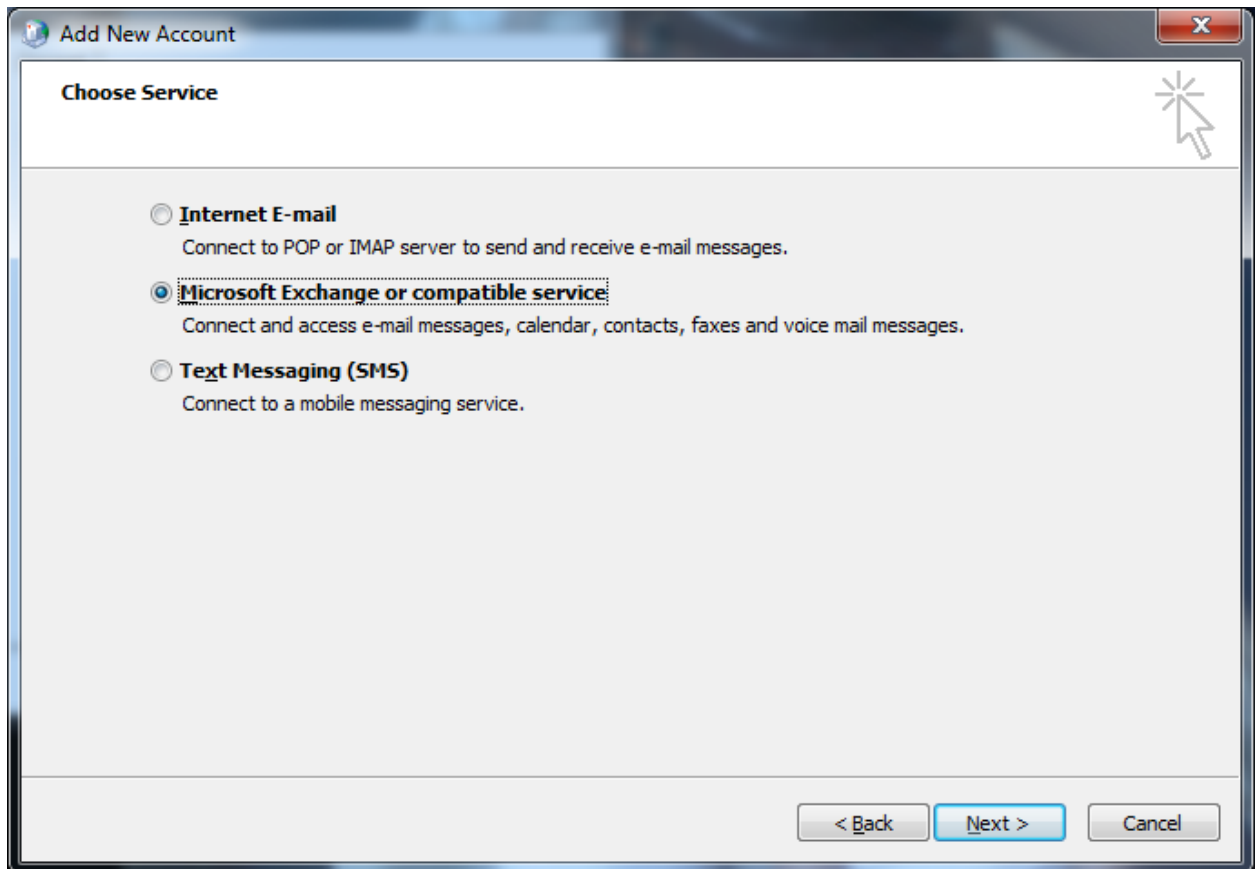 Add New Account
Choose Service
Internet E-mail
Connect to POP or IMAP server to send and receive e-mail messages.
Microsoft Exchange or compatible service
Connect and access e-mail messages, calendar, contacts, faxes and voice mail messages.
Text Messaging (SMS)
Connect to a mobile messaging service.
< Back Next > Cancel